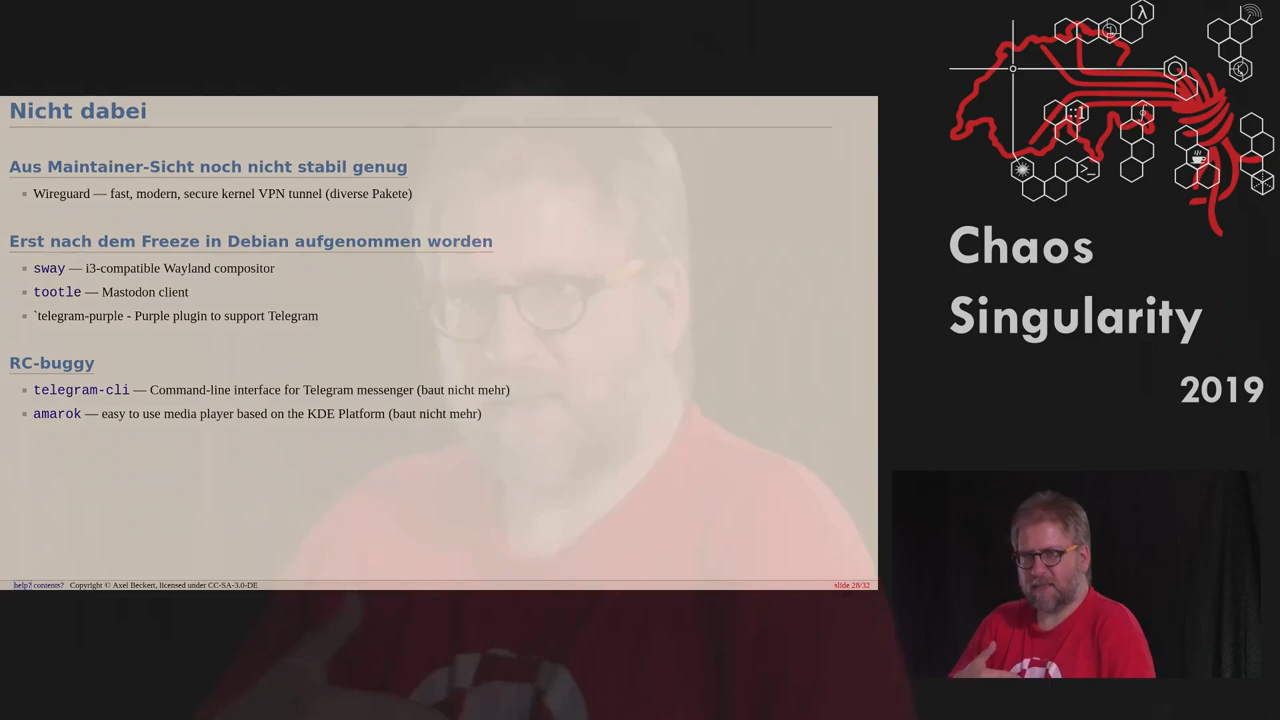 Nicht dabei
Aus Maintainer-Sicht noch nicht stabil genug
Wireguard — fast, modern, secure kernel VPN tunnel (diverse Pakete)
Erst nach dem Freeze in Debian aufgenommen worden
sway — i3-compatible Wayland compositor
tootle — Mastodon client
`telegram-purple - Purple plugin to support Telegram
RC-buggy
telegram-cli — Command-line interface for Telegram messenger (baut nicht mehr)
amarok — easy to use media player based on the KDE Platform (baut nicht mehr)
help? contents? Copyright © Axel Beckert, licensed under CC-SA-3.0-DE
slide 28/32
λ
:1
>_
Chaos
Singularity
2019